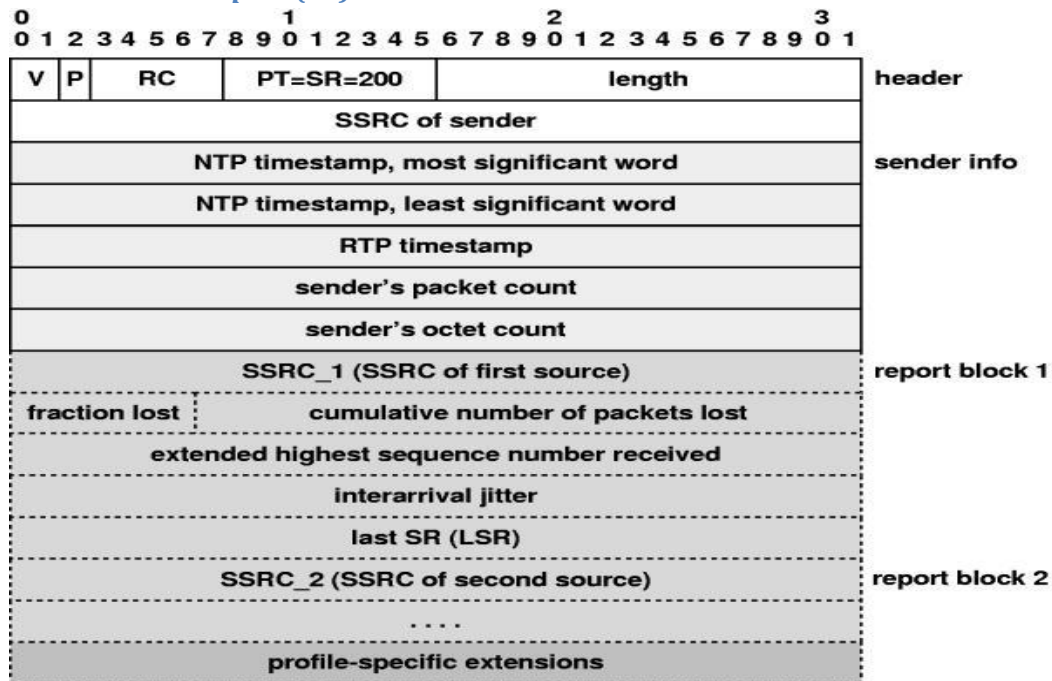 0 1 2 3
0 1 2 3 4 5 6 7 8 9 0 1 2 3 4 5 6 7 8 9 0 1 2 3 4 5 6 7 8 9 0 1
V P RC PT=SR=200 length header
SSRC of sender
NTP timestamp, most significant word sender info
NTP timestamp, least significant word
RTP timestamp
sender's packet count
sender's octet count
SSRC_1 (SSRC of first source) report block 1
fraction lost cumulative number of packets lost
extended highest sequence number received
interarrival jitter
last SR (LSR)
SSRC_2 (SSRC of second source) report block 2
....
profile-specific extensions